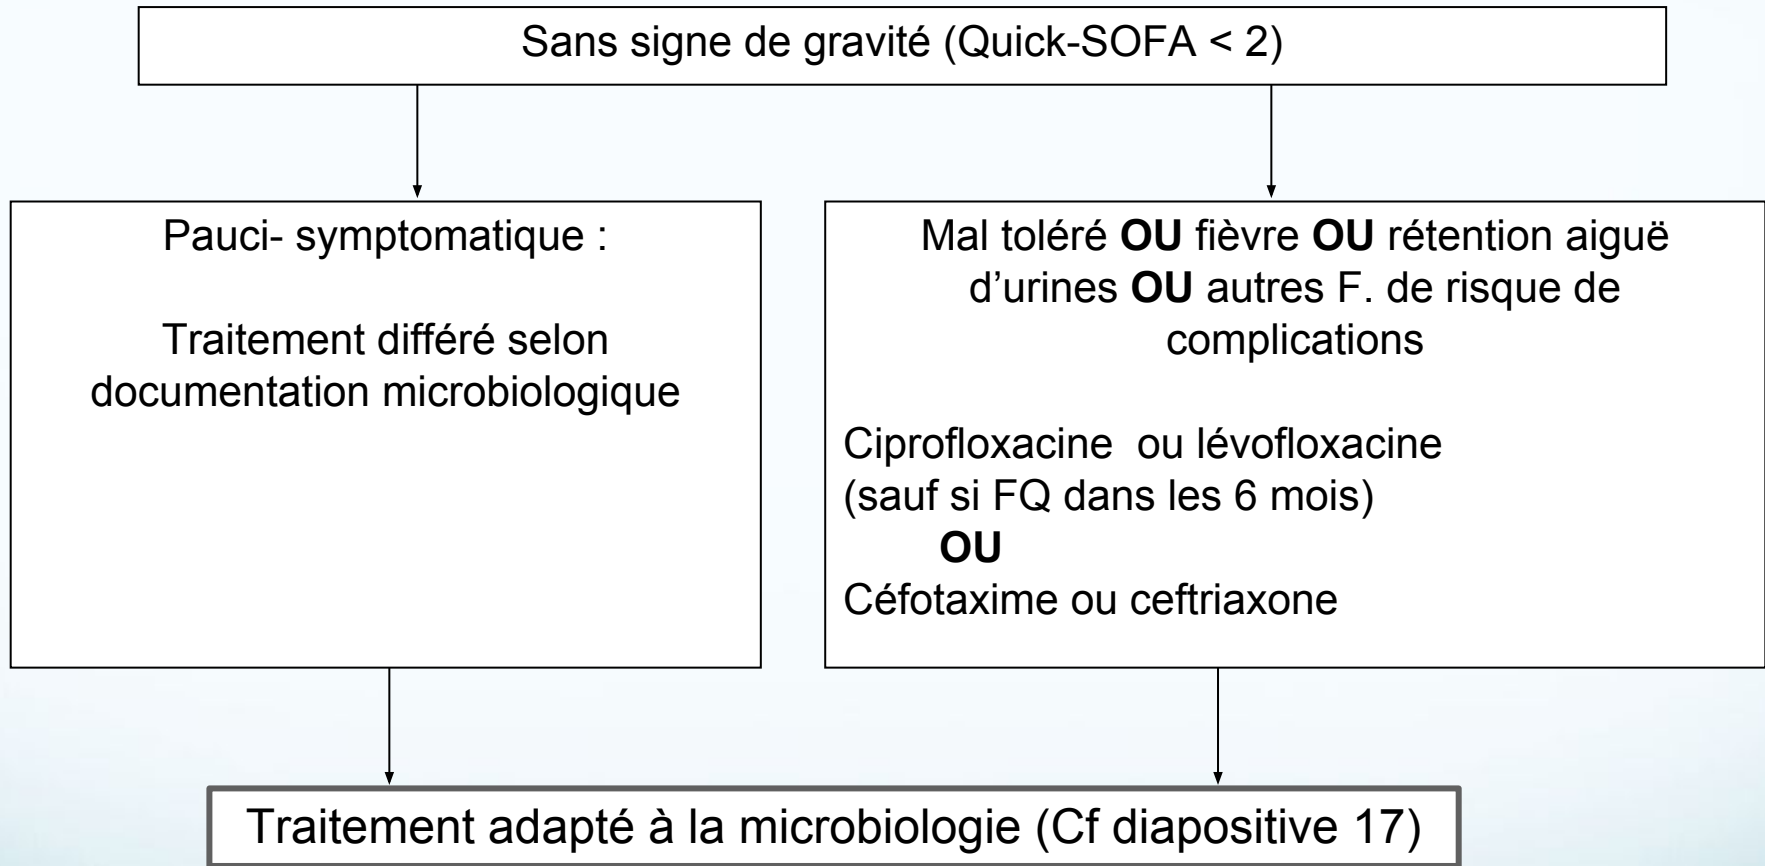 Sans signe de gravité (Quick-SOFA < 2)
Pauci- symptomatique :
Traitement différé selon
documentation microbiologique
Mal toléré OU fièvre OU rétention aiguë
d’urines OU autres F. de risque de
complications
Ciprofloxacine ou lévofloxacine
(sauf si FQ dans les 6 mois)
OU
Céfotaxime ou ceftriaxone
Traitement adapté à la microbiologie (Cf diapositive 17)